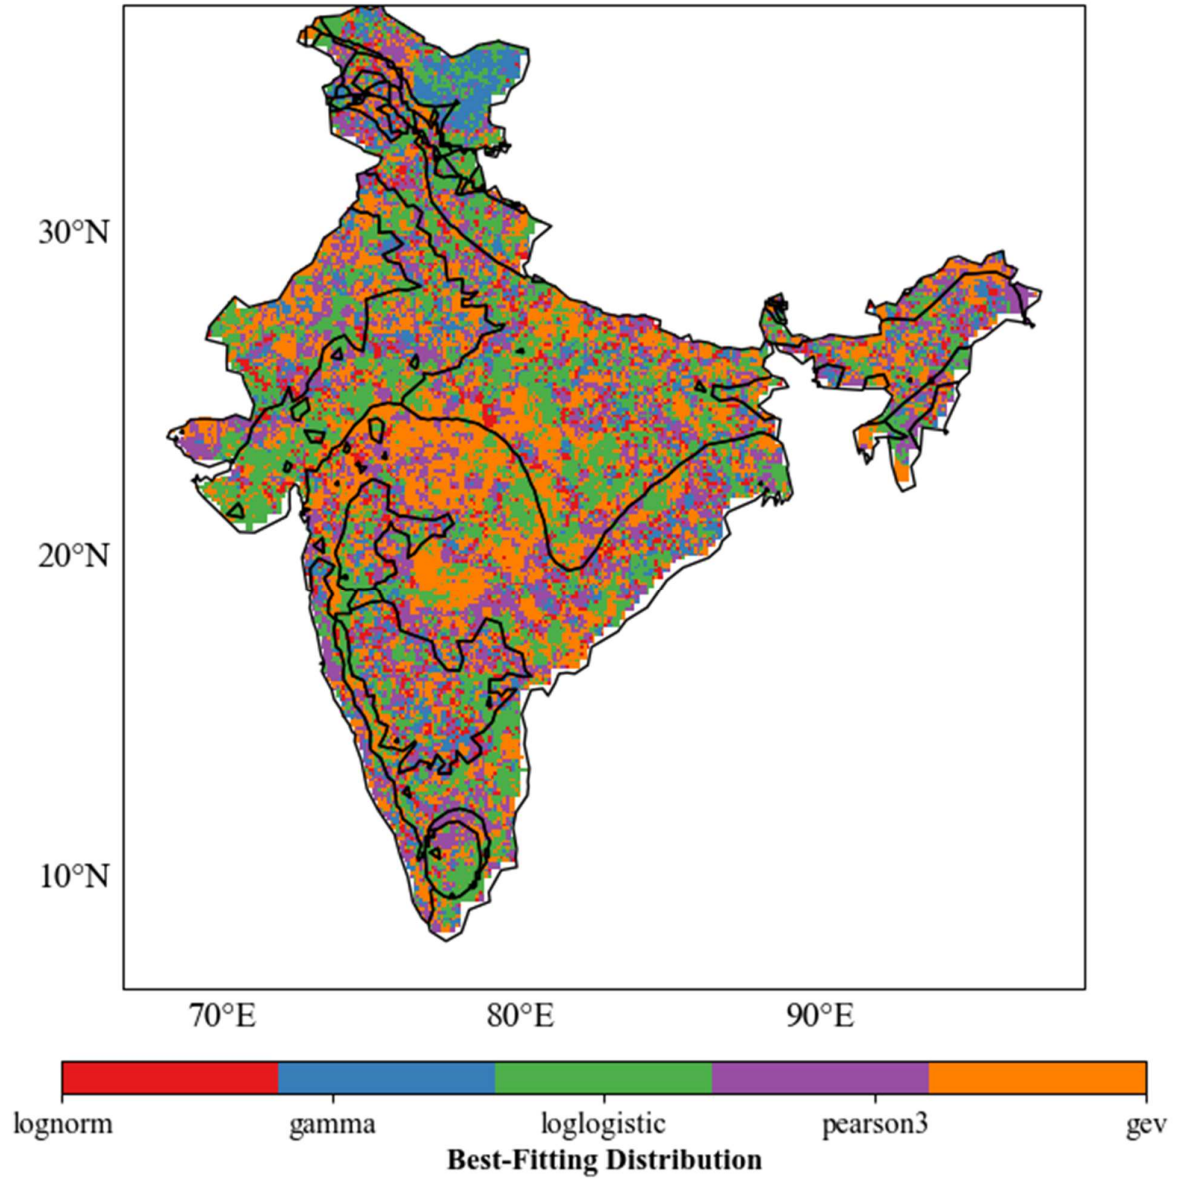 30°N
20°N
10°N
70°E 80°E 90°E
lognorm gamma loglogistic pearson3 gev
Best-Fitting Distribution